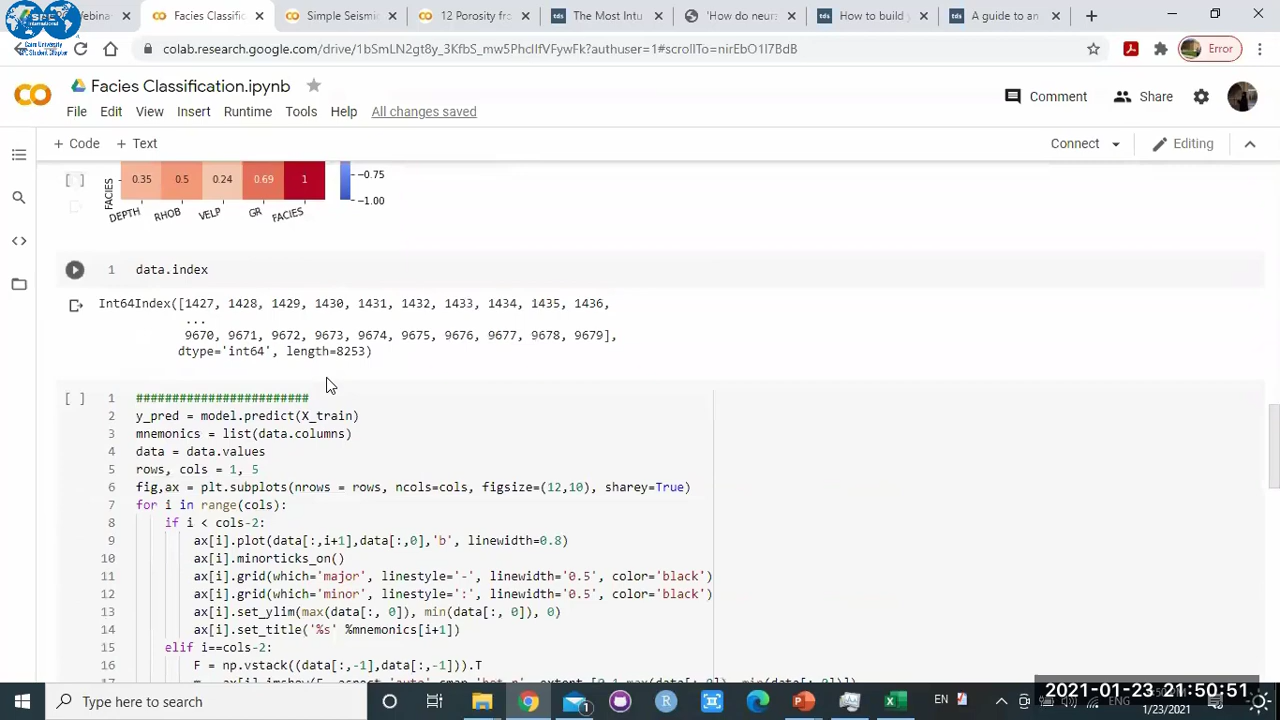 SPE International
Cairo University
SPE Student Chapter
binar
Facies Classific
Simple Seismi
Porosity
The Most Intu
How do neur
How to build
A guide to an
colab.research.google.com/drive/1bSmLN2gt8y_3KfbS_mw5PhcIIfVFywFk?authuser=1#scrollTo=nirEbO1I7BdB
Error
Facies Classification.ipynb
File Edit View Insert Runtime Tools Help All changes saved
Comment Share
+ Code + Text
Connect Editing
[ ]
FACIES
0.35 0.5 0.24 0.69 1
−0.75
−1.00
DEPTH RHOB VELP GR FACIES
1 data.index
Int64Index([1427, 1428, 1429, 1430, 1431, 1432, 1433, 1434, 1435, 1436,
...
9670, 9671, 9672, 9673, 9674, 9675, 9676, 9677, 9678, 9679],
dtype='int64', length=8253)
[ ] 1 ########################
2 y_pred = model.predict(X_train)
3 mnemonics = list(data.columns)
4 data = data.values
5 rows, cols = 1, 5
6 fig,ax = plt.subplots(nrows = rows, ncols=cols, figsize=(12,10), sharey=True)
7 for i in range(cols):
8 if i < cols-2:
9 ax[i].plot(data[:,i+1],data[:,0],'b', linewidth=0.8)
10 ax[i].minorticks_on()
11 ax[i].grid(which='major', linestyle='-', linewidth='0.5', color='black')
12 ax[i].grid(which='minor', linestyle=':', linewidth='0.5', color='black')
13 ax[i].set_ylim(max(data[:, 0]), min(data[:, 0]), 0)
14 ax[i].set_title('%s' %mnemonics[i+1])
15 elif i==cols-2:
16 F = np.vstack((data[:,-1],data[:,-1])).T
Type here to search
EN
2021-01-23 21:50:51
ENG
1/23/2021